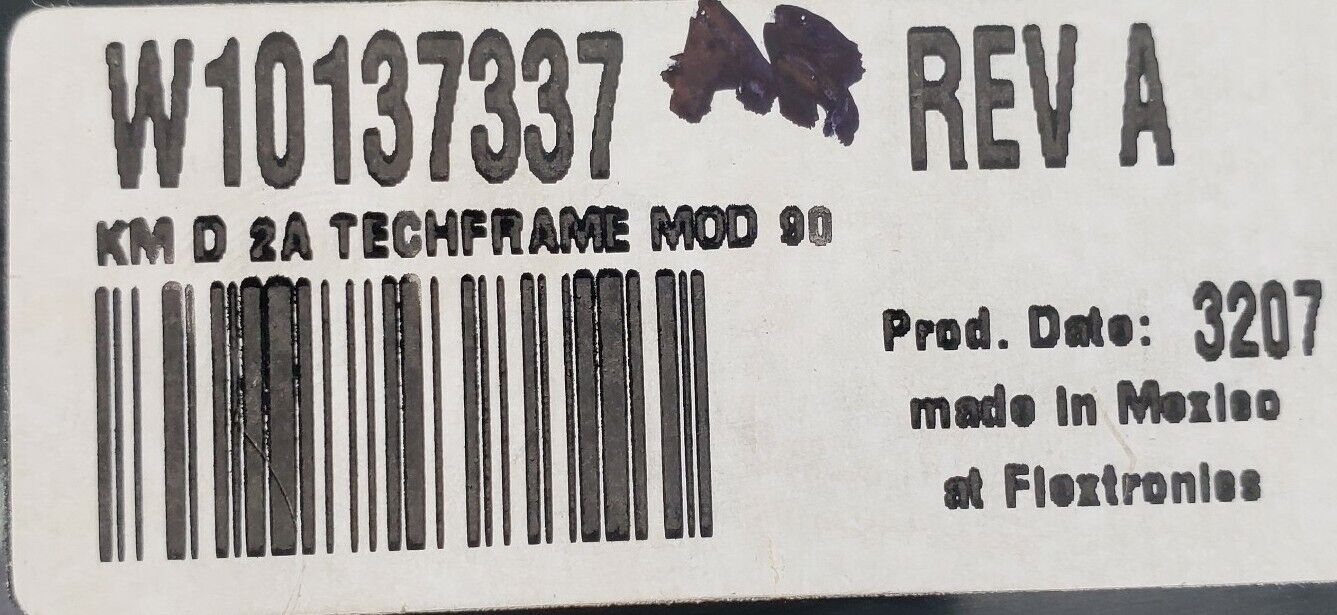 W10137337 REV A
KM D 2A TECHFRAME MOD 90
Prod. Date: 3207
made in Mexico
at Flextronics